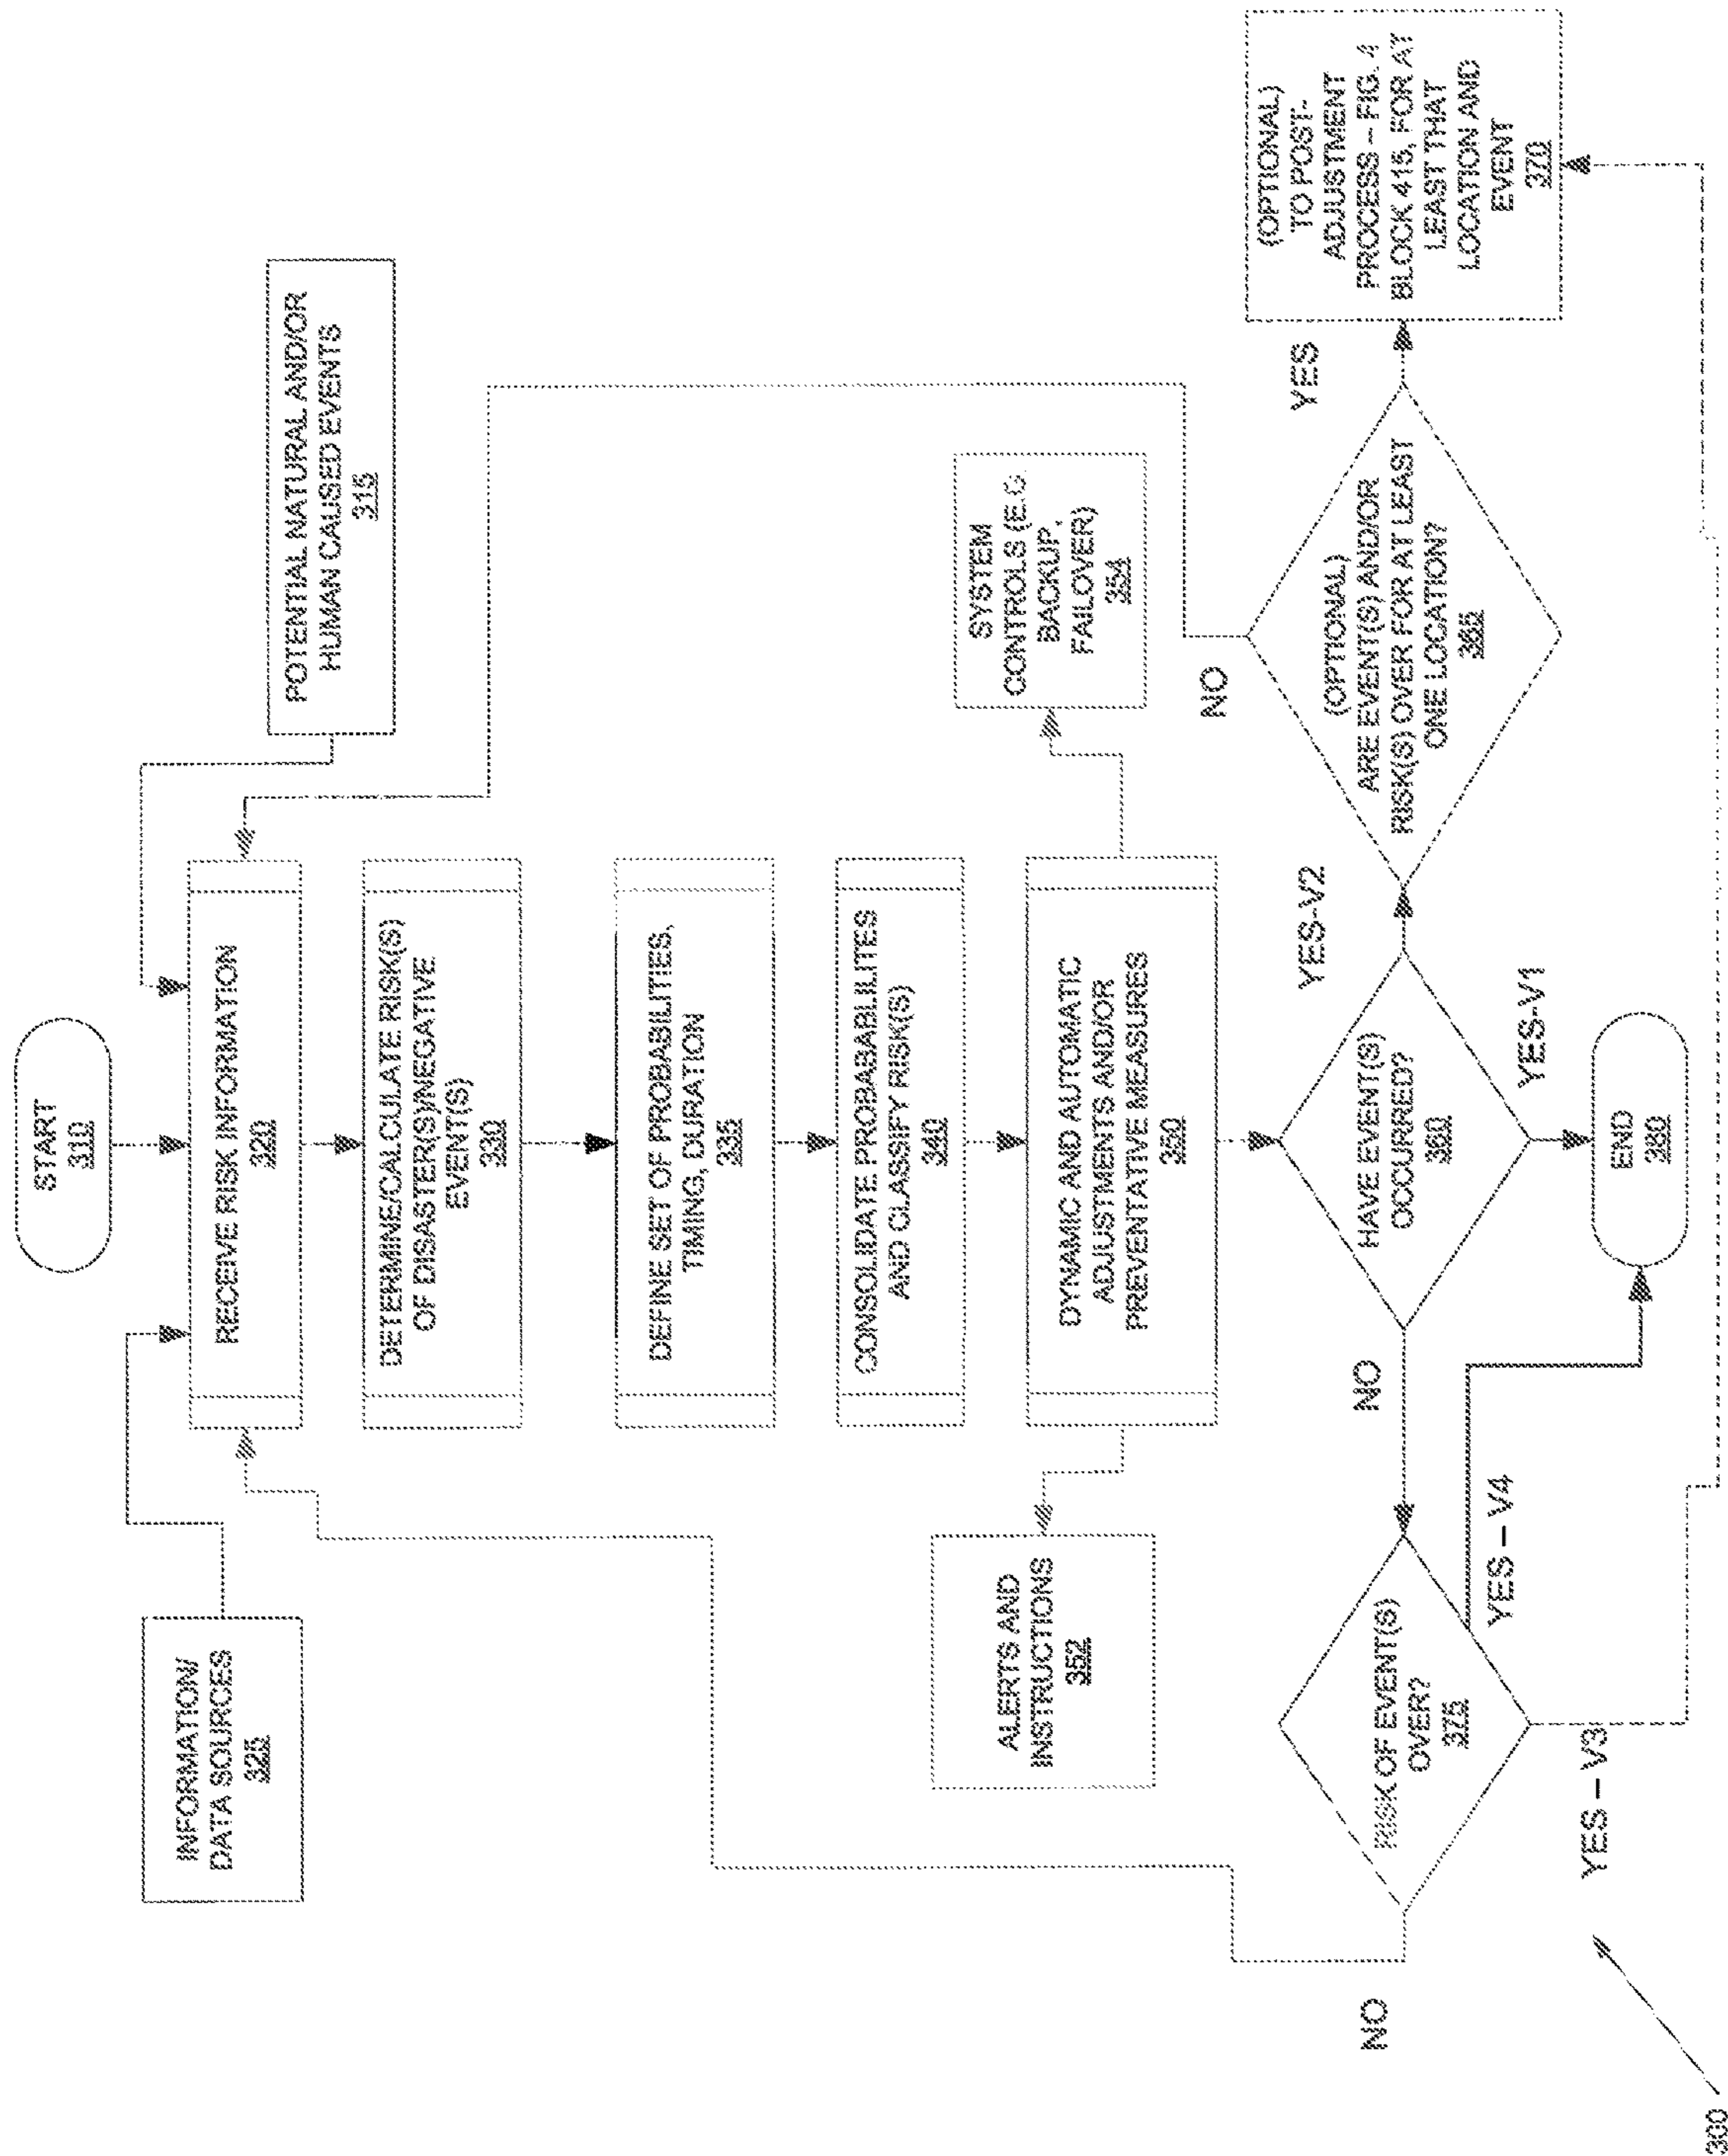 START
310
POTENTIAL NATURAL AND/OR
HUMAN CAUSED EVENTS
315
INFORMATION/
DATA SOURCES
325
RECEIVE RISK INFORMATION
320
DETERMINE/CALCULATE RISK(S)
OF DISASTER(S)/NEGATIVE
EVENT(S)
330
DEFINE SET OF PROBABILITIES,
TIMING, DURATION
335
CONSOLIDATE PROBABABILITES
AND CLASSIFY RISK(S)
340
DYNAMIC AND AUTOMATIC
ADJUSTMENTS AND/OR
PREVENTATIVE MEASURES
350
ALERTS AND
INSTRUCTIONS
352
SYSTEM
CONTROLS (E.G.
BACKUP,
FAILOVER)
354
HAVE EVENT(S)
OCCURRED?
360
NO
YES-V2
YES-V1
(OPTIONAL)
ARE EVENT(S) AND/OR
RISK(S) OVER FOR AT LEAST
ONE LOCATION?
365
NO
YES
(OPTIONAL)
TO POST-
ADJUSTMENT
PROCESS – FIG. 4
BLOCK 415, FOR AT
LEAST THAT
LOCATION AND
EVENT
370
RISK OF EVENT(S)
OVER?
375
NO
YES – V4
YES – V3
END
380
300